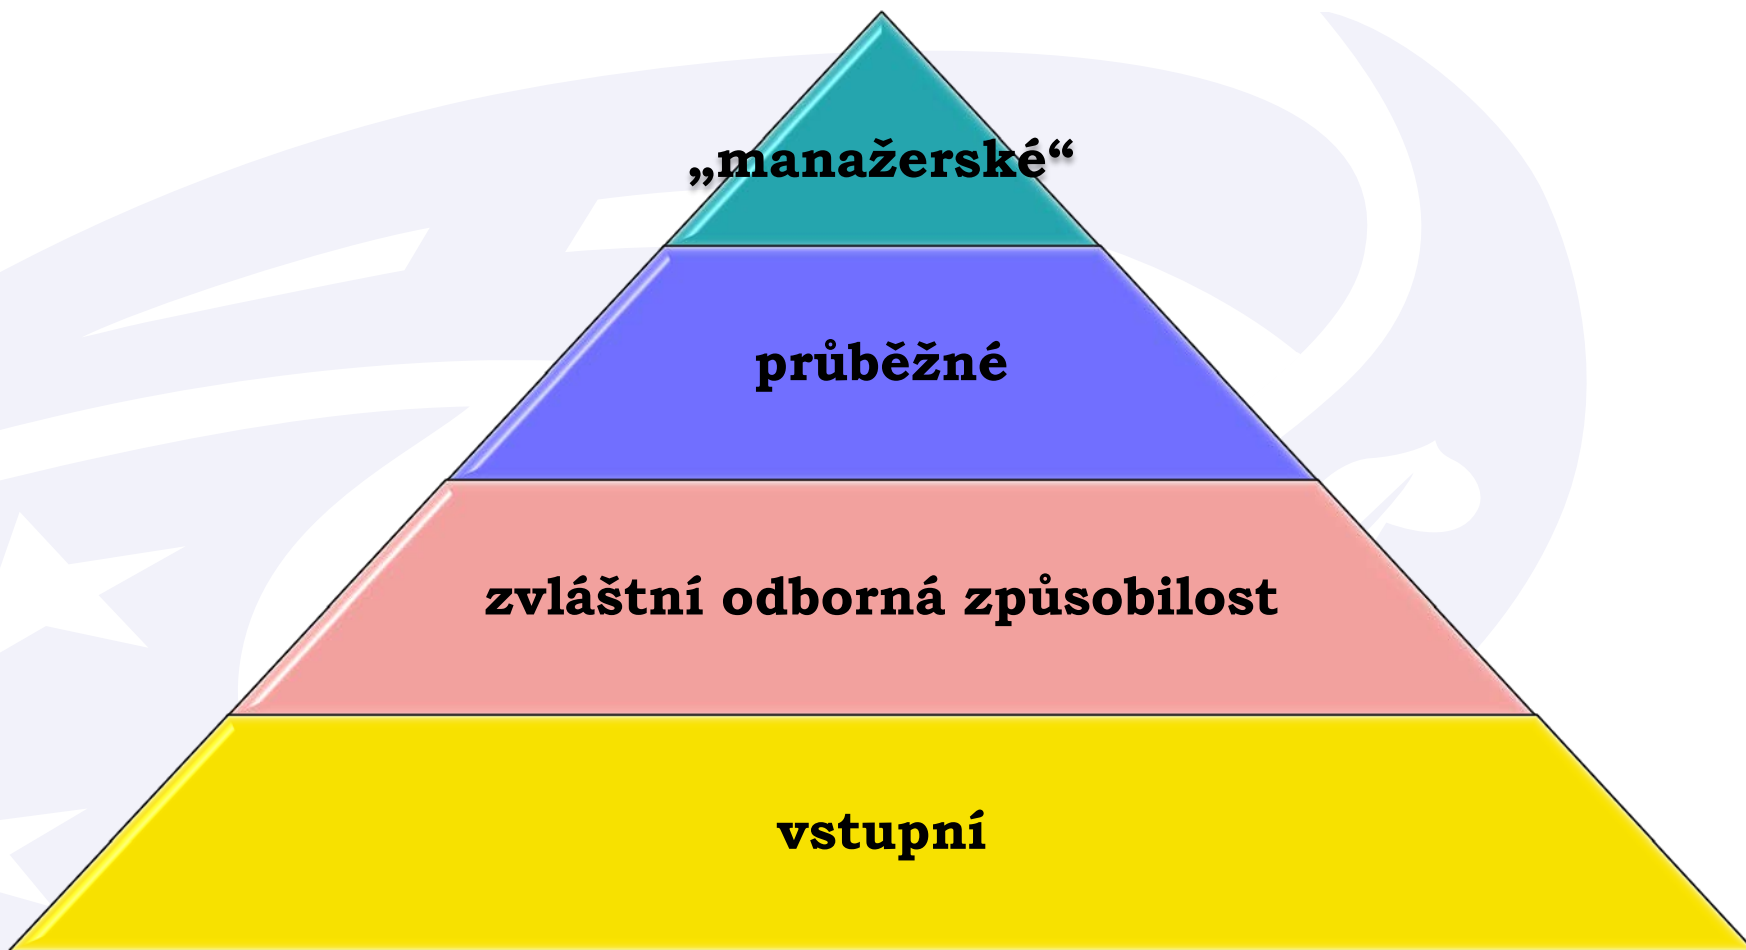 „manažerské“
průběžné
zvláštní odborná způsobilost
vstupní